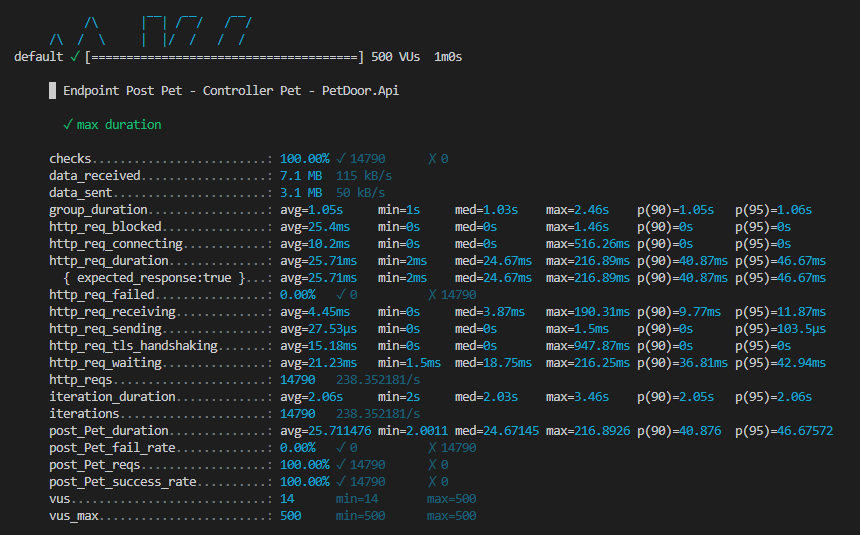 default ✓ [======================================] 500 VUs  1m0s
Endpoint Post Pet - Controller Pet - PetDoor.Api
✓ max duration
checks.........................: 100.00% ✓ 14790 ✗ 0
data_received..................: 7.1 MB 115 kB/s
data_sent......................: 3.1 MB 50 kB/s
group_duration.................: avg=1.05s min=1s med=1.03s max=2.46s p(90)=1.05s p(95)=1.06s
http_req_blocked...............: avg=25.4ms min=0s med=0s max=1.46s p(90)=0s p(95)=0s
http_req_connecting............: avg=10.2ms min=0s med=0s max=516.26ms p(90)=0s p(95)=0s
http_req_duration..............: avg=25.71ms min=2ms med=24.67ms max=216.89ms p(90)=40.87ms p(95)=46.67ms
{ expected_response:true }...: avg=25.71ms min=2ms med=24.67ms max=216.89ms p(90)=40.87ms p(95)=46.67ms
http_req_failed................: 0.00% ✓ 0 ✗ 14790
http_req_receiving.............: avg=4.45ms min=0s med=3.87ms max=190.31ms p(90)=9.77ms p(95)=11.87ms
http_req_sending...............: avg=27.53µs min=0s med=0s max=1.5ms p(90)=0s p(95)=103.5µs
http_req_tls_handshaking.......: avg=15.18ms min=0s med=0s max=947.87ms p(90)=0s p(95)=0s
http_req_waiting...............: avg=21.23ms min=1.5ms med=18.75ms max=216.25ms p(90)=36.81ms p(95)=42.94ms
http_reqs......................: 14790 238.352181/s
iteration_duration.............: avg=2.06s min=2s med=2.03s max=3.46s p(90)=2.05s p(95)=2.06s
iterations.....................: 14790 238.352181/s
post_Pet_duration..............: avg=25.711476 min=2.0011 med=24.67145 max=216.8926 p(90)=40.876 p(95)=46.67572
post_Pet_fail_rate.............: 0.00% ✓ 0 ✗ 14790
post_Pet_reqs..................: 100.00% ✓ 14790 ✗ 0
post_Pet_success_rate..........: 100.00% ✓ 14790 ✗ 0
vus............................: 14 min=14 max=500
vus_max........................: 500 min=500 max=500